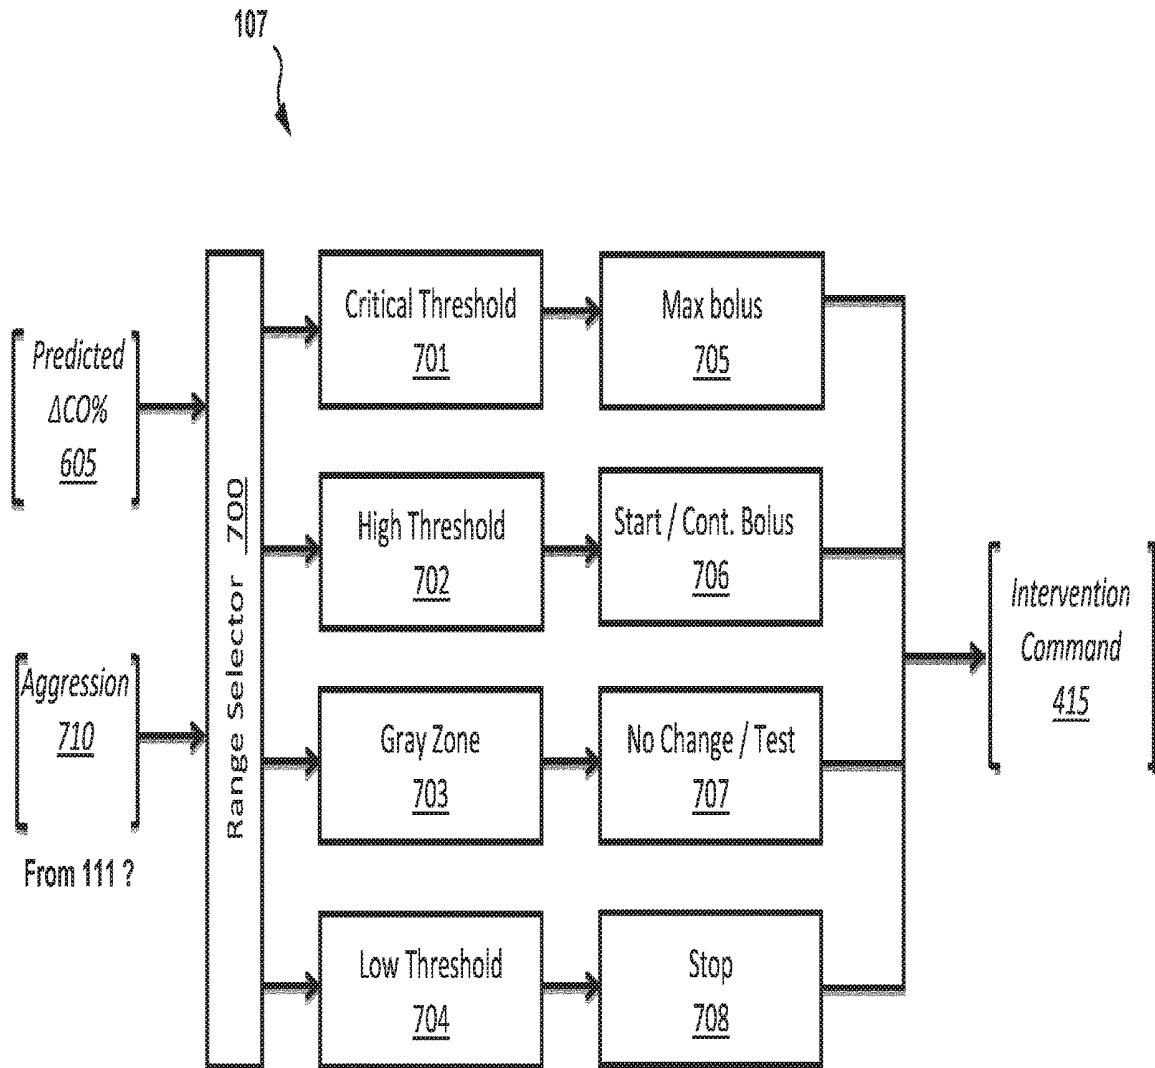 107
Predicted
ΔCO%
605
Aggression
710
From 111 ?
Range Selector 700
Critical Threshold
701
Max bolus
705
High Threshold
702
Start / Cont. Bolus
706
Gray Zone
703
No Change / Test
707
Low Threshold
704
Stop
708
Intervention
Command
415